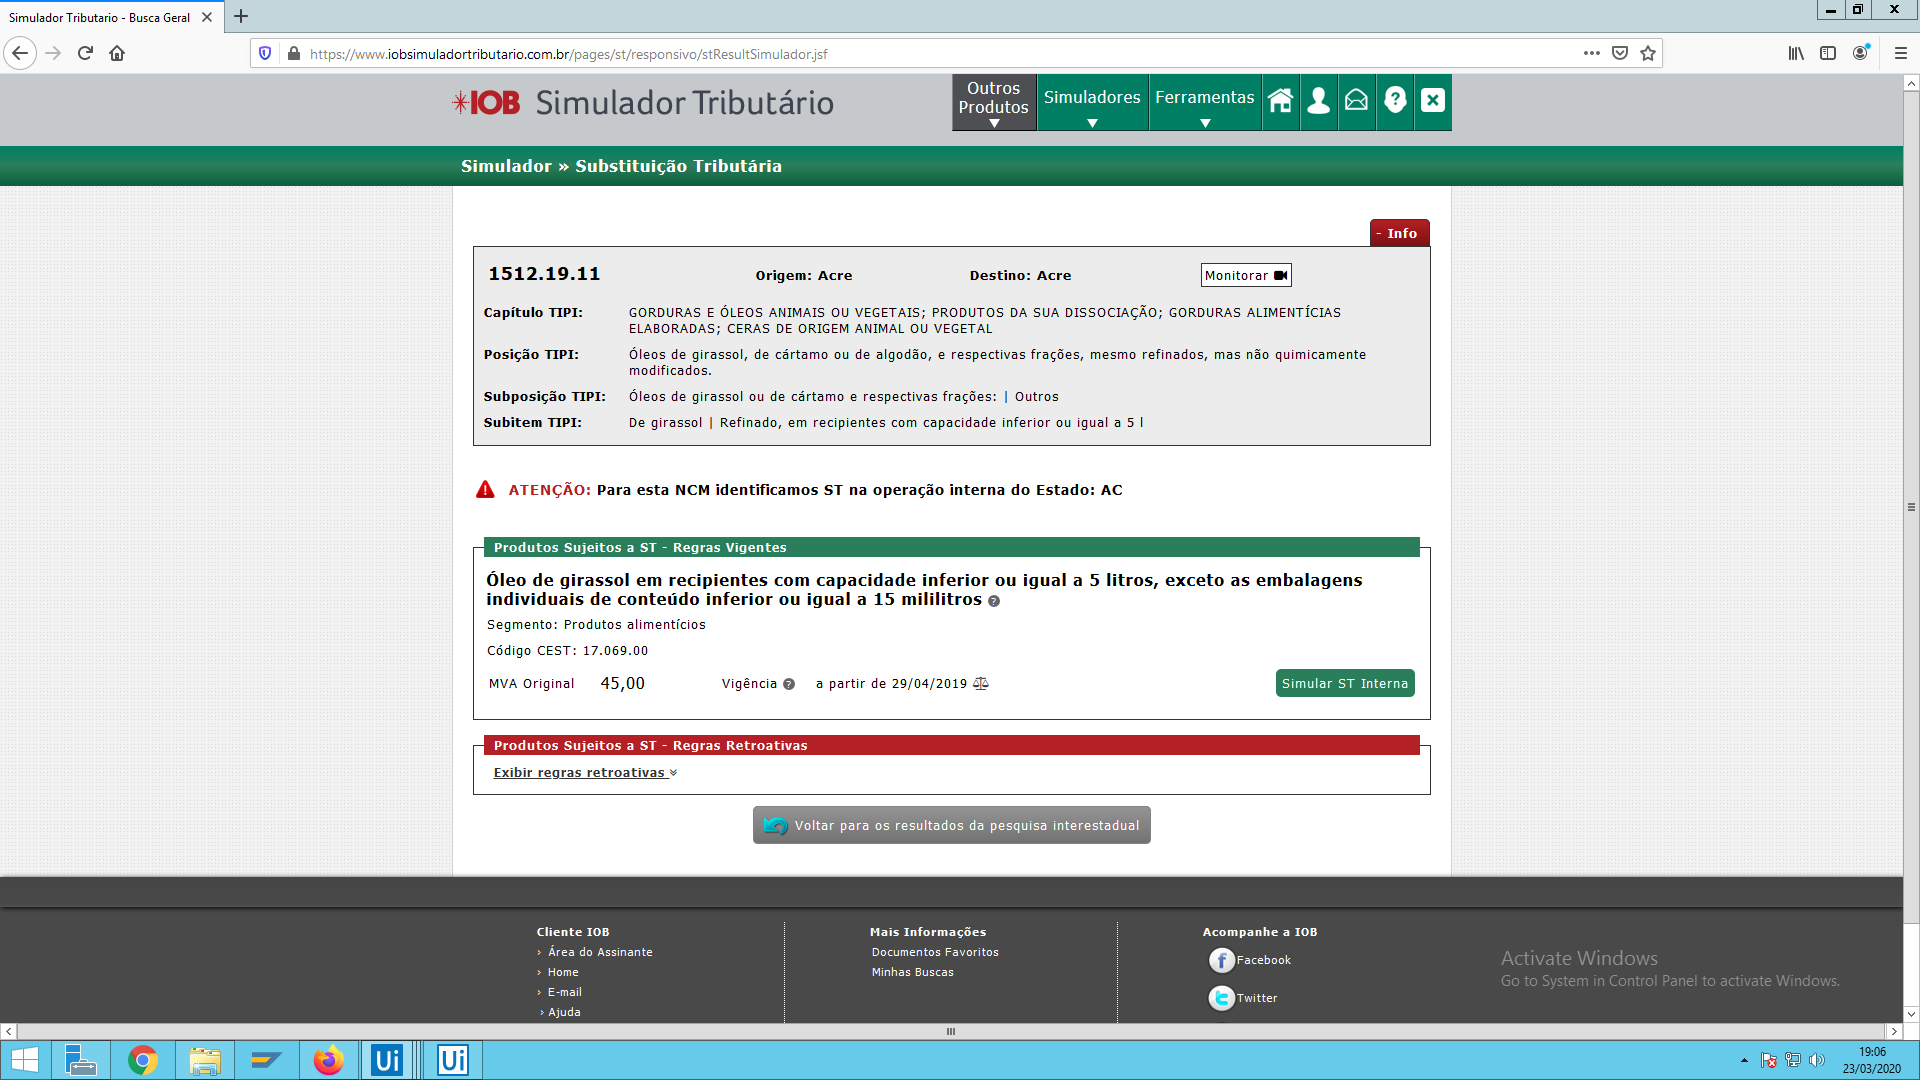 Simulador Tributario - Busca Geral
https://www.iobsimuladortributario.com.br/pages/st/responsivo/stResultSimulador.jsf
IOB Simulador Tributário
Outros Produtos
Simuladores
Ferramentas
Simulador » Substituição Tributária
- Info
1512.19.11 Origem: Acre Destino: Acre Monitorar
Capítulo TIPI: GORDURAS E ÓLEOS ANIMAIS OU VEGETAIS; PRODUTOS DA SUA DISSOCIAÇÃO; GORDURAS ALIMENTÍCIAS
ELABORADAS; CERAS DE ORIGEM ANIMAL OU VEGETAL
Posição TIPI: Óleos de girassol, de cártamo ou de algodão, e respectivas frações, mesmo refinados, mas não quimicamente
modificados.
Subposição TIPI: Óleos de girassol ou de cártamo e respectivas frações: | Outros
Subitem TIPI: De girassol | Refinado, em recipientes com capacidade inferior ou igual a 5 l
ATENÇÃO: Para esta NCM identificamos ST na operação interna do Estado: AC
Produtos Sujeitos a ST - Regras Vigentes
Óleo de girassol em recipientes com capacidade inferior ou igual a 5 litros, exceto as embalagens
individuais de conteúdo inferior ou igual a 15 mililitros
Segmento: Produtos alimentícios
Código CEST: 17.069.00
MVA Original 45,00 Vigência a partir de 29/04/2019 Simular ST Interna
Produtos Sujeitos a ST - Regras Retroativas
Exibir regras retroativas
Voltar para os resultados da pesquisa interestadual
Cliente IOB
› Área do Assinante
› Home
› E-mail
› Ajuda
Mais Informações
Documentos Favoritos
Minhas Buscas
Acompanhe a IOB
Facebook
Twitter
Activate Windows
Go to System in Control Panel to activate Windows.
Ui
Ui
19:06
23/03/2020